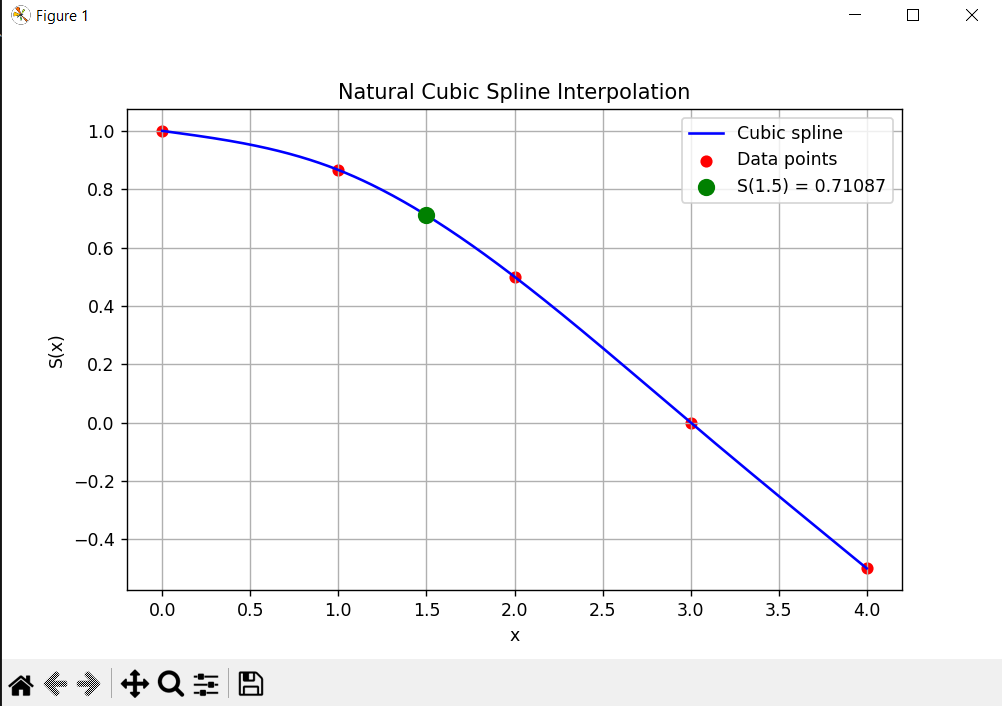 Figure 1
Natural Cubic Spline Interpolation
Cubic spline
Data points
S(1.5) = 0.71087
1.0
0.8
0.6
0.4
0.2
0.0
−0.2
−0.4
S(x)
0.0 0.5 1.0 1.5 2.0 2.5 3.0 3.5 4.0
x